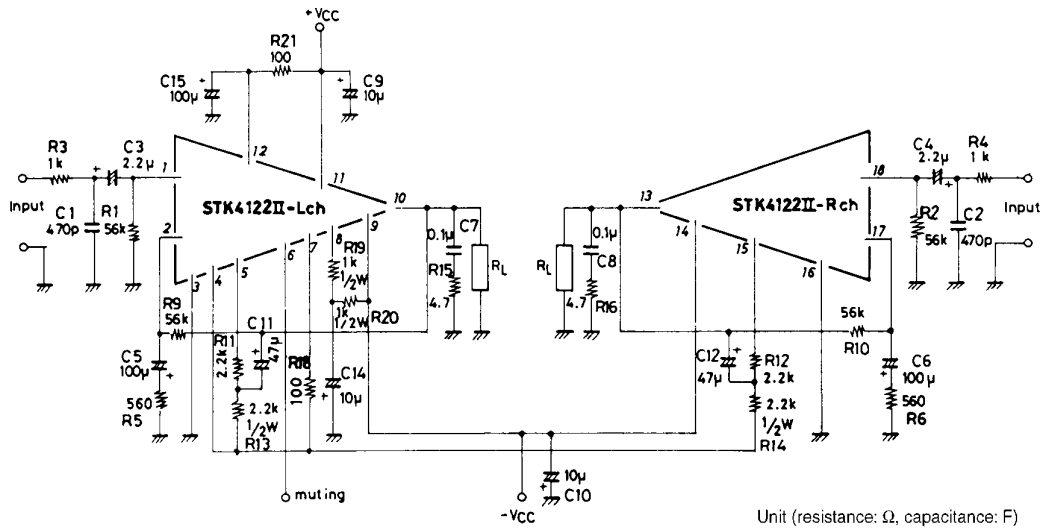 +Vcc
R21
100
C15
100μ
C9
10μ
R3
1k
C3
2.2μ
1
12
11
10
STK4122II-Lch
Input
C1
470p
R1
56k
2
3
4
5
6
7
8
9
R19
1k
1/2W
1k
1/2W
R20
0.1μ
C7
R15
4.7
RL
R9
56k
C5
100μ
560
R5
R11
2.2k
C11
47μ
2.2k
1/2W
R13
R18
100
C14
10μ
muting
13
14
15
16
17
18
STK4122II-Rch
RL
0.1μ
C8
4.7
R16
C4
2.2μ
R4
1k
R2
56k
C2
470p
Input
56k
R10
C12
47μ
R12
2.2k
2.2k
1/2W
R14
C6
100μ
560
R6
10μ
C10
-Vcc
Unit (resistance: Ω, capacitance: F)